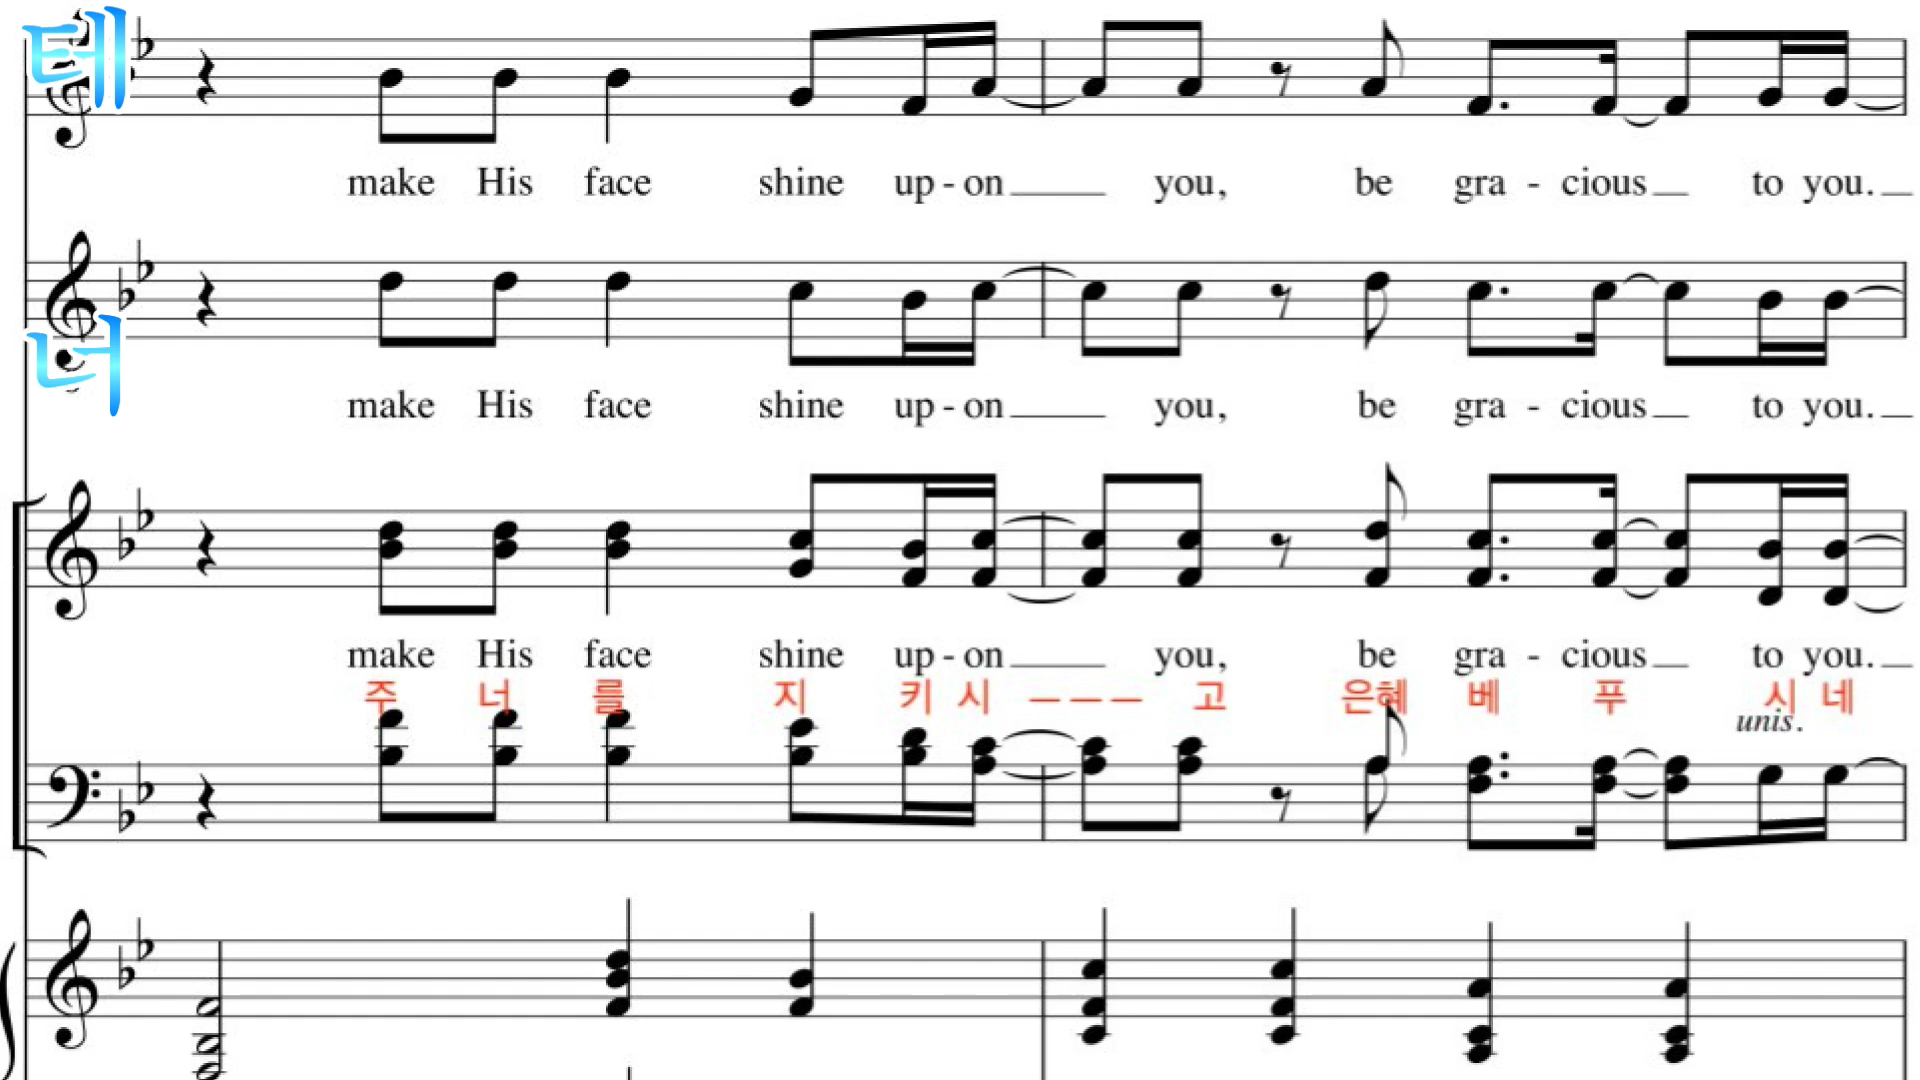 테
너
make His face shine up - on you, be gra - cious to you.
make His face shine up - on you, be gra - cious to you.
make His face shine up - on you, be gra - cious to you.
주 너 를 지 키 시 – – – 고 은혜 베 푸 시 네
unis.